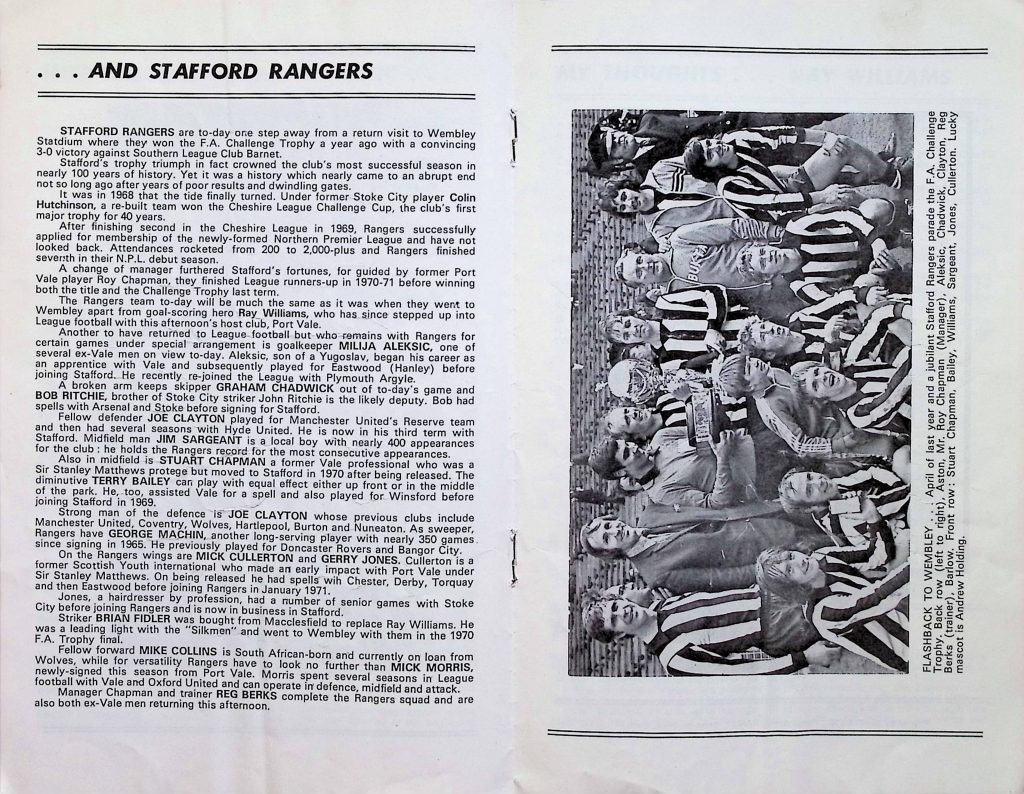 . . . AND STAFFORD RANGERS
STAFFORD RANGERS are to-day one step away from a return visit to Wembley
Statdium where they won the F.A. Challenge Trophy a year ago with a convincing
3-0 victory against Southern League Club Barnet.
Stafford's trophy triumph in fact crowned the club's most successful season in
nearly 100 years of history. Yet it was a history which nearly came to an abrupt end
not so long ago after years of poor results and dwindling gates.
It was in 1968 that the tide finally turned. Under former Stoke City player Colin
Hutchinson, a re-built team won the Cheshire League Challenge Cup, the club's first
major trophy for 40 years.
After finishing second in the Cheshire League in 1969, Rangers successfully
applied for membership of the newly-formed Northern Premier League and have not
looked back. Attendances rocketed from 200 to 2,000-plus and Rangers finished
seventh in their N.P.L. debut season.
A change of manager furthered Stafford's fortunes, for guided by former Port
Vale player Roy Chapman, they finished League runners-up in 1970-71 before winning
both the title and the Challenge Trophy last term.
The Rangers team to-day will be much the same as it was when they went to
Wembley apart from goal-scoring hero Ray Williams, who has since stepped up into
League football with this afternoon's host club, Port Vale.
Another to have returned to League football but who remains with Rangers for
certain games under special arrangement is goalkeeper MILIJA ALEKSIC, one of
several ex-Vale men on view to-day. Aleksic, son of a Yugoslav, began his career as
an apprentice with Vale and subsequently played for Eastwood (Hanley) before
joining Stafford. He recently re-joined the League with Plymouth Argyle.
A broken arm keeps skipper GRAHAM CHADWICK out of to-day's game and
BOB RITCHIE, brother of Stoke City striker John Ritchie is the likely deputy. Bob had
spells with Arsenal and Stoke before signing for Stafford.
Fellow defender JOE CLAYTON played for Manchester United's Reserve team
and then had several seasons with Hyde United. He is now in his third term with
Stafford. Midfield man JIM SARGEANT is a local boy with nearly 400 appearances
for the club : he holds the Rangers record for the most consecutive appearances.
Also in midfield is STUART CHAPMAN a former Vale professional who was a
Sir Stanley Matthews protege but moved to Stafford in 1970 after being released. The
diminutive TERRY BAILEY can play with equal effect either up front or in the middle
of the park. He, too, assisted Vale for a spell and also played for Winsford before
joining Stafford in 1969.
Strong man of the defence is JOE CLAYTON whose previous clubs include
Manchester United, Coventry, Wolves, Hartlepool, Burton and Nuneaton. As sweeper,
Rangers have GEORGE MACHIN, another long-serving player with nearly 350 games
since signing in 1965. He previously played for Doncaster Rovers and Bangor City.
On the Rangers wings are MICK CULLERTON and GERRY JONES. Cullerton is a
former Scottish Youth international who made an early impact with Port Vale under
Sir Stanley Matthews. On being released he had spells wih Chester, Derby, Torquay
and then Eastwood before joining Rangers in January 1971.
Jones, a hairdresser by profession, had a number of senior games with Stoke
City before joining Rangers and is now in business in Stafford.
Striker BRIAN FIDLER was bought from Macclesfield to replace Ray Williams. He
was a leading light with the "Silkmen" and went to Wembley with them in the 1970
F.A. Trophy final.
Fellow forward MIKE COLLINS is South African-born and currently on loan from
Wolves, while for versatility Rangers have to look no further than MICK MORRIS,
newly-signed this season from Port Vale. Morris spent several seasons in League
football with Vale and Oxford United and can operate in defence, midfield and attack.
Manager Chapman and trainer REG BERKS complete the Rangers squad and are
also both ex-Vale men returning this afternoon.
FLASHBACK TO WEMBLEY . . . April of last year and a jubilant Stafford Rangers parade the F.A. Challenge
Trophy. Back row (left to right), Aston, Mr. Roy Chapman (Manager), Aleksic, Chadwick, Clayton, Reg
Berks (trainer), Barlow. Front row : Stuart Chapman, Bailey, Williams, Sargeant, Jones, Cullerton. Lucky
mascot is Andrew Holding.